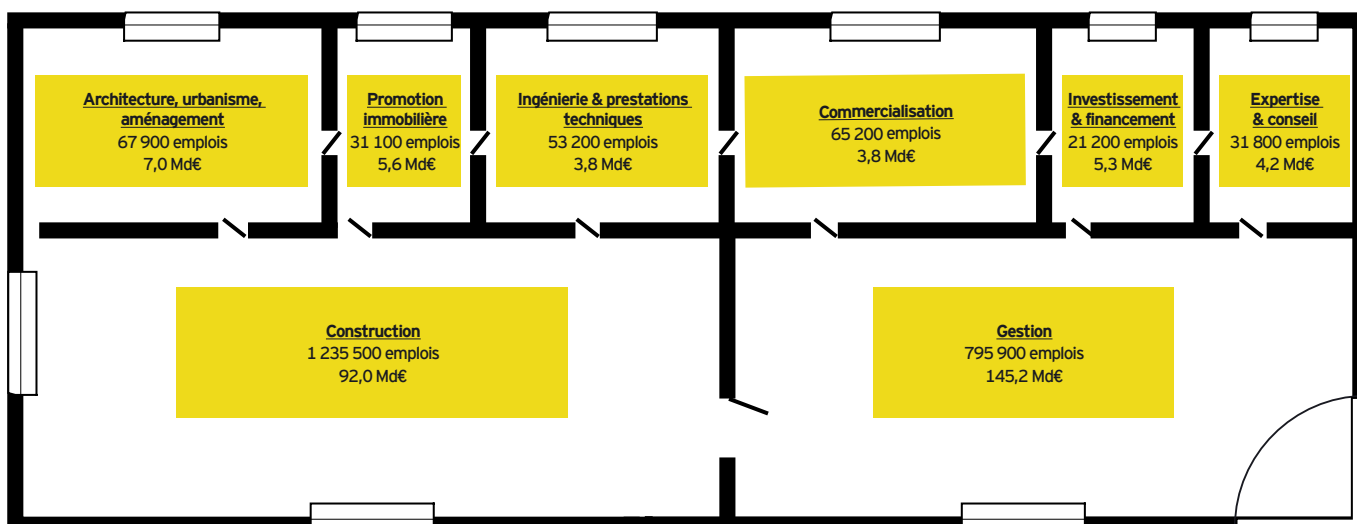 Architecture, urbanisme,
aménagement
67 900 emplois
7,0 Md€
Promotion
immobilière
31 100 emplois
5,6 Md€
Ingénierie & prestations
techniques
53 200 emplois
3,8 Md€
Commercialisation
65 200 emplois
3,8 Md€
Investissement
& financement
21 200 emplois
5,3 Md€
Expertise
& conseil
31 800 emplois
4,2 Md€
Construction
1 235 500 emplois
92,0 Md€
Gestion
795 900 emplois
145,2 Md€